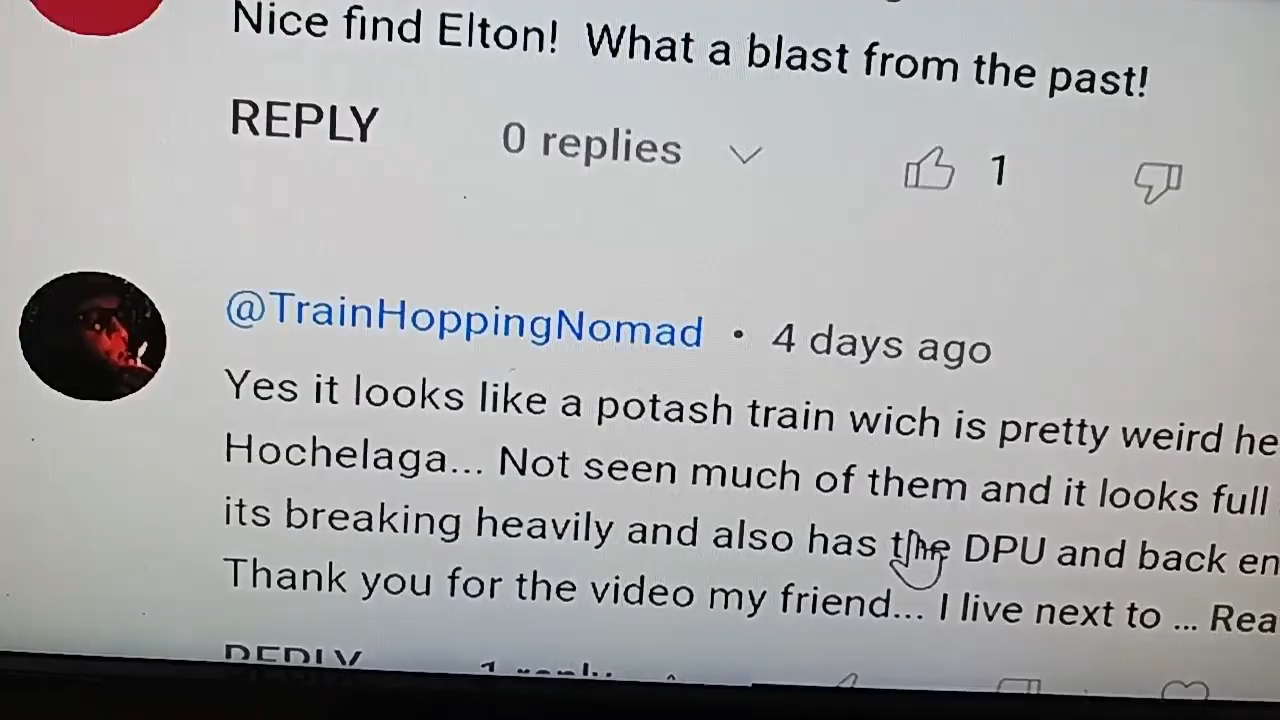 Nice find Elton! What a blast from the past!
REPLY 0 replies 1
@TrainHoppingNomad • 4 days ago
Yes it looks like a potash train wich is pretty weird he
Hochelaga... Not seen much of them and it looks full
its breaking heavily and also has the DPU and back en
Thank you for the video my friend... I live next to ... Rea
REPLY